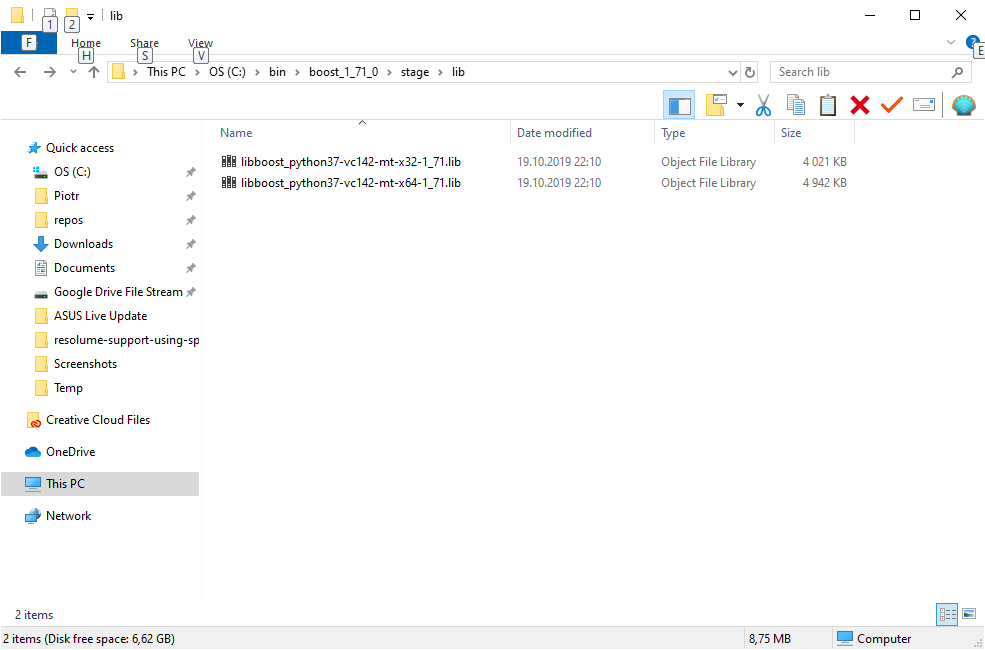 1 2 lib
F Home Share View
H S V E
This PC OS (C:) bin boost_1_71_0 stage lib Search lib
Name Date modified Type Size
Quick access
OS (C:)
Piotr
repos
Downloads
Documents
Google Drive File Stream
ASUS Live Update
resolume-support-using-sp
Screenshots
Temp
Creative Cloud Files
OneDrive
This PC
Network
libboost_python37-vc142-mt-x32-1_71.lib 19.10.2019 22:10 Object File Library 4 021 KB
libboost_python37-vc142-mt-x64-1_71.lib 19.10.2019 22:10 Object File Library 4 942 KB
2 items
2 items (Disk free space: 6,62 GB) 8,75 MB Computer